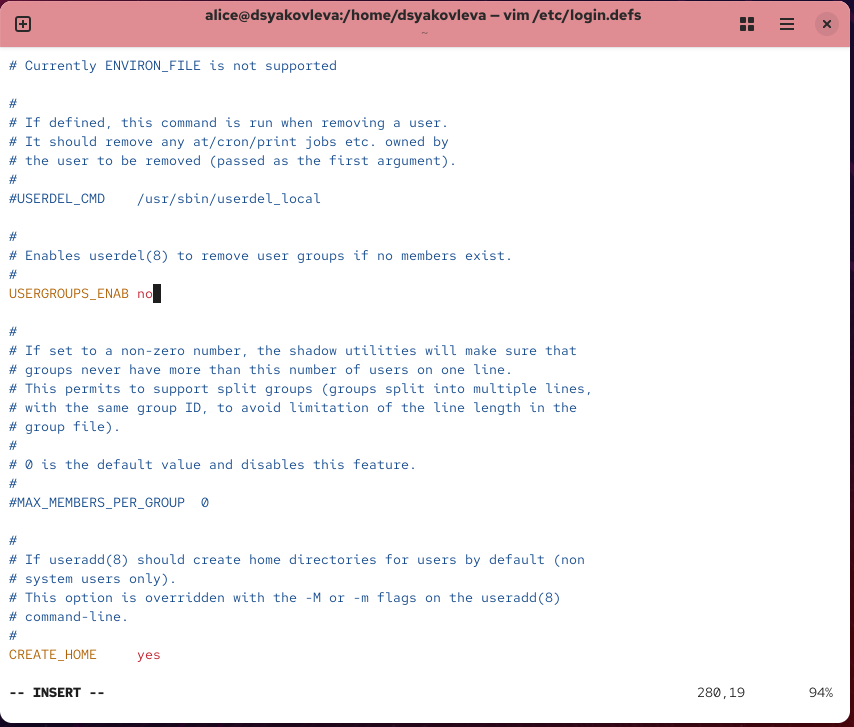 alice@dsyakovleva:/home/dsyakovleva — vim /etc/login.defs
~
# Currently ENVIRON_FILE is not supported
#
# If defined, this command is run when removing a user.
# It should remove any at/cron/print jobs etc. owned by
# the user to be removed (passed as the first argument).
#
#USERDEL_CMD    /usr/sbin/userdel_local
#
# Enables userdel(8) to remove user groups if no members exist.
#
USERGROUPS_ENAB no
#
# If set to a non-zero number, the shadow utilities will make sure that
# groups never have more than this number of users on one line.
# This permits to support split groups (groups split into multiple lines,
# with the same group ID, to avoid limitation of the line length in the
# group file).
#
# 0 is the default value and disables this feature.
#
#MAX_MEMBERS_PER_GROUP  0
#
# If useradd(8) should create home directories for users by default (non
# system users only).
# This option is overridden with the -M or -m flags on the useradd(8)
# command-line.
#
CREATE_HOME     yes
-- INSERT --    280,19    94%